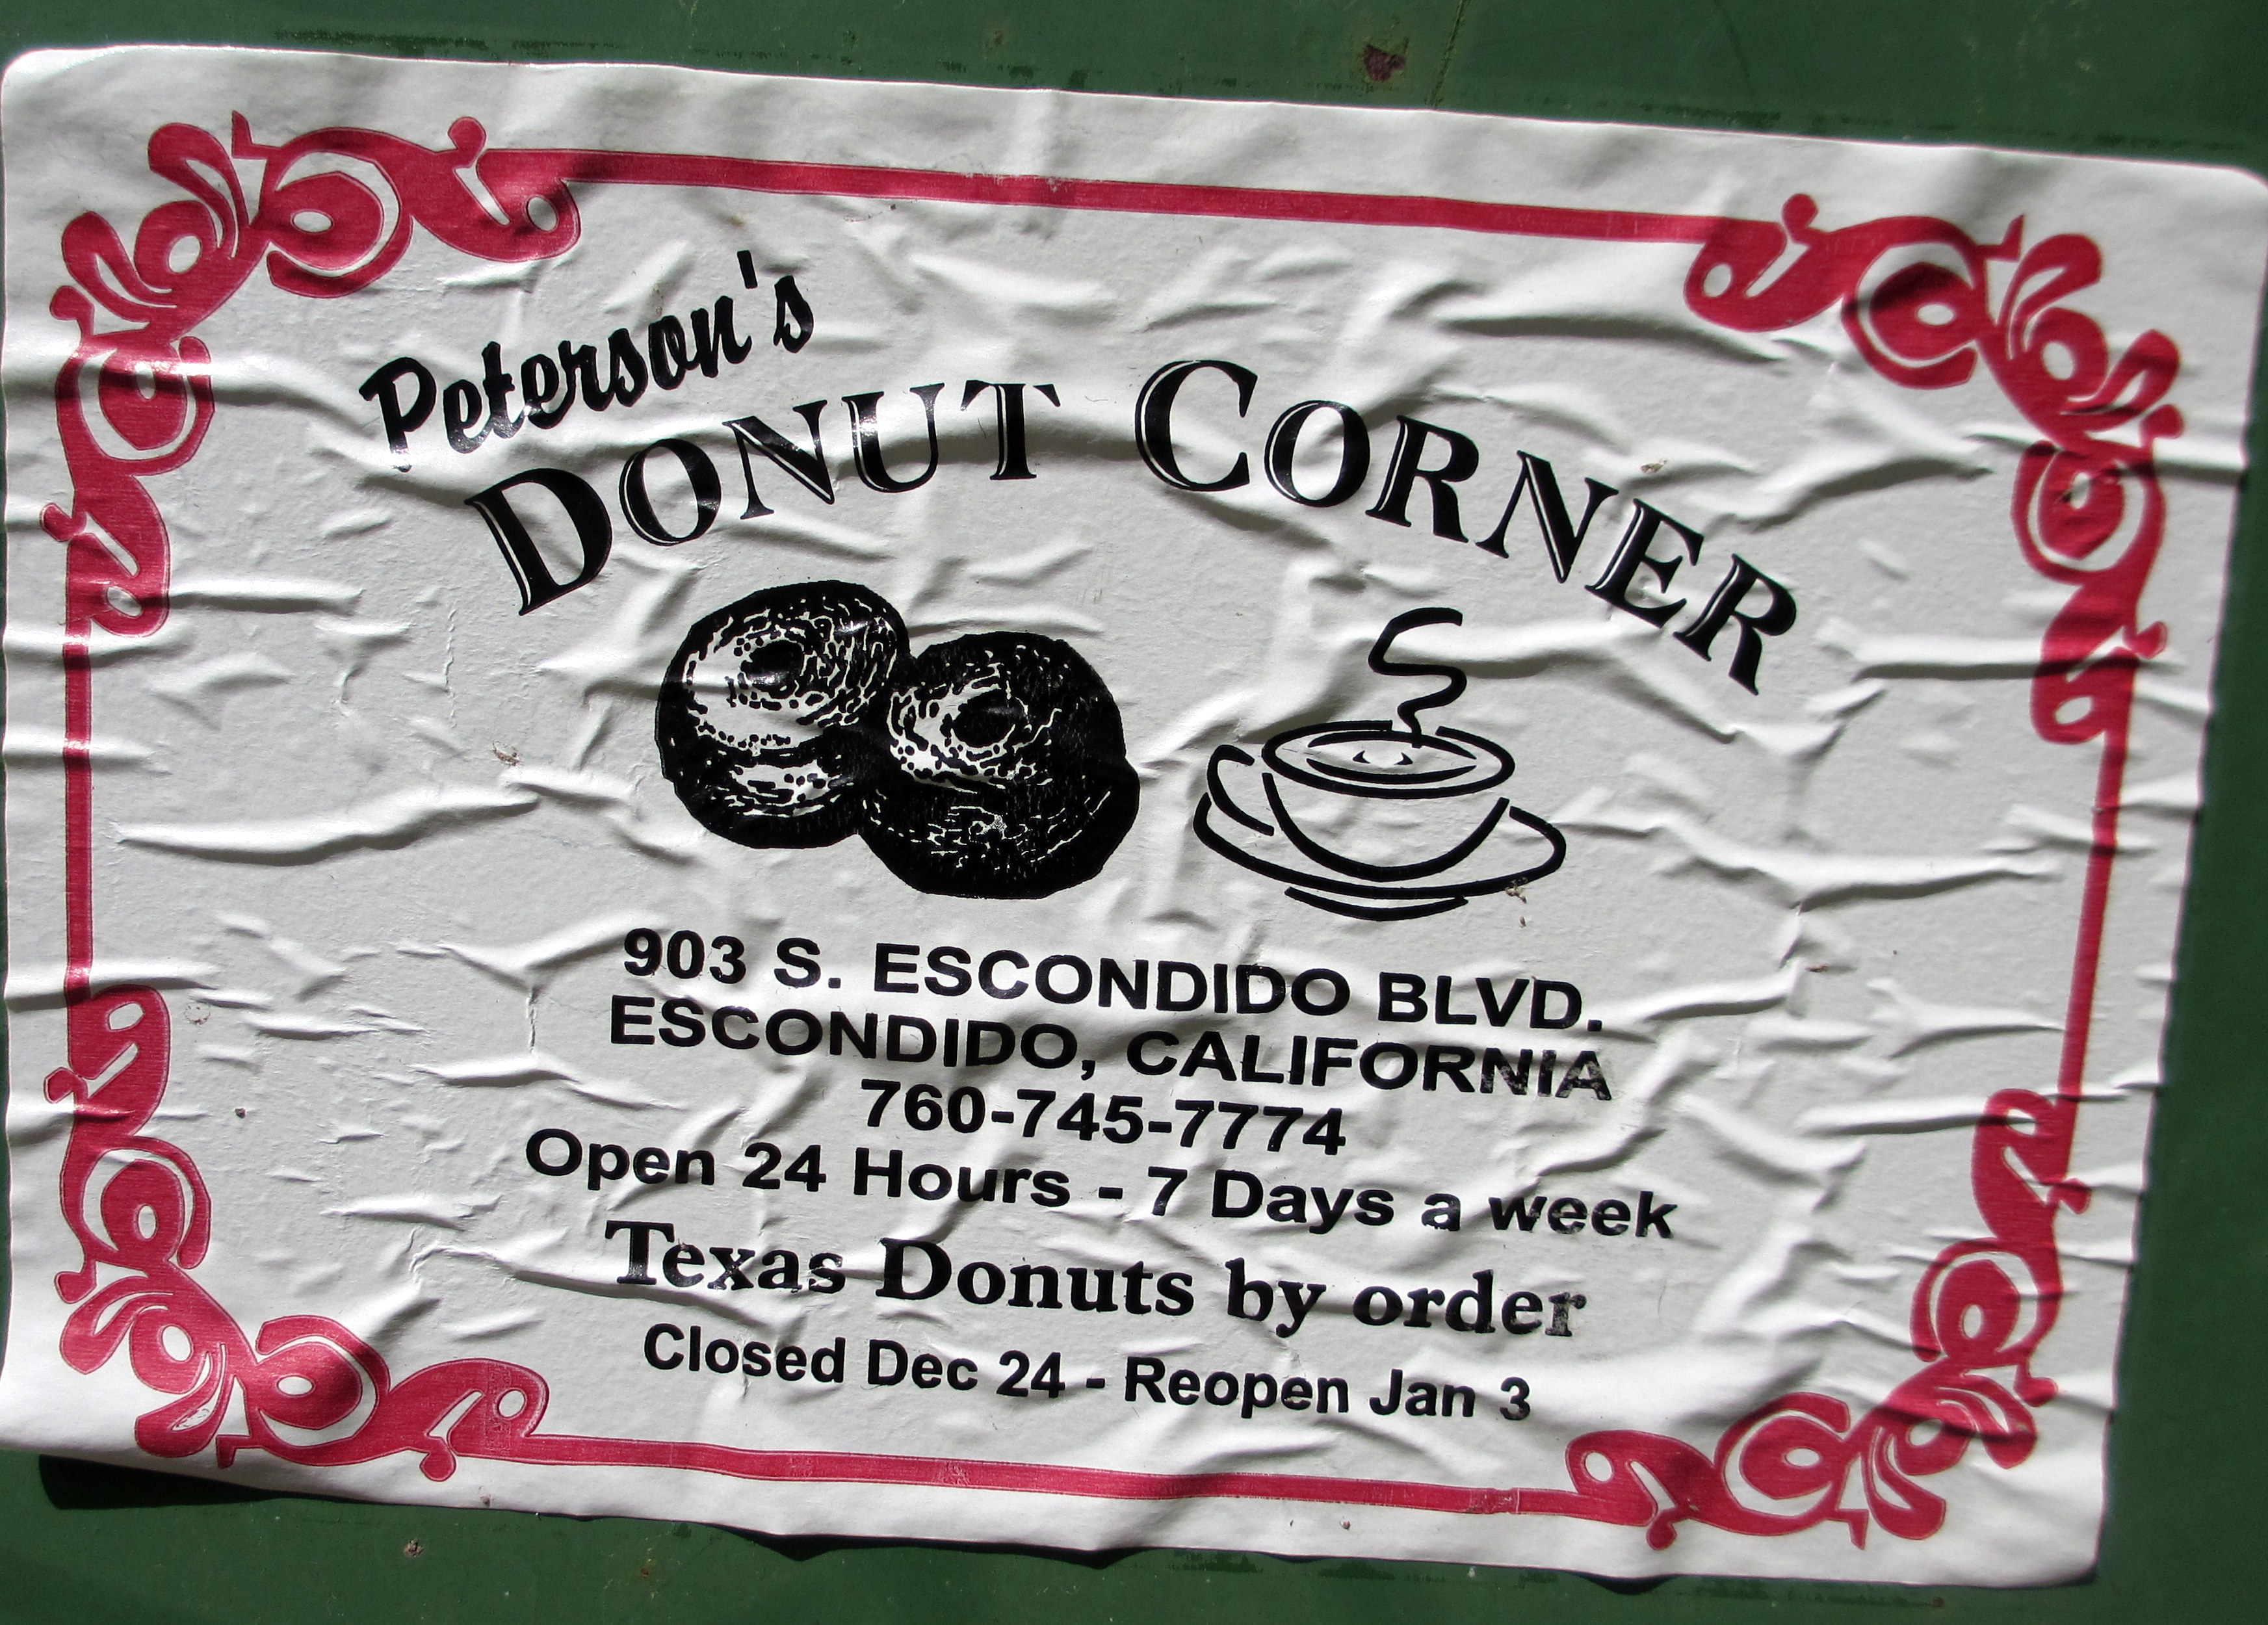 Peterson's
DONUT CORNER
903 S. ESCONDIDO BLVD.
ESCONDIDO, CALIFORNIA
760-745-7774
Open 24 Hours - 7 Days a week
Texas Donuts by order
Closed Dec 24 - Reopen Jan 3